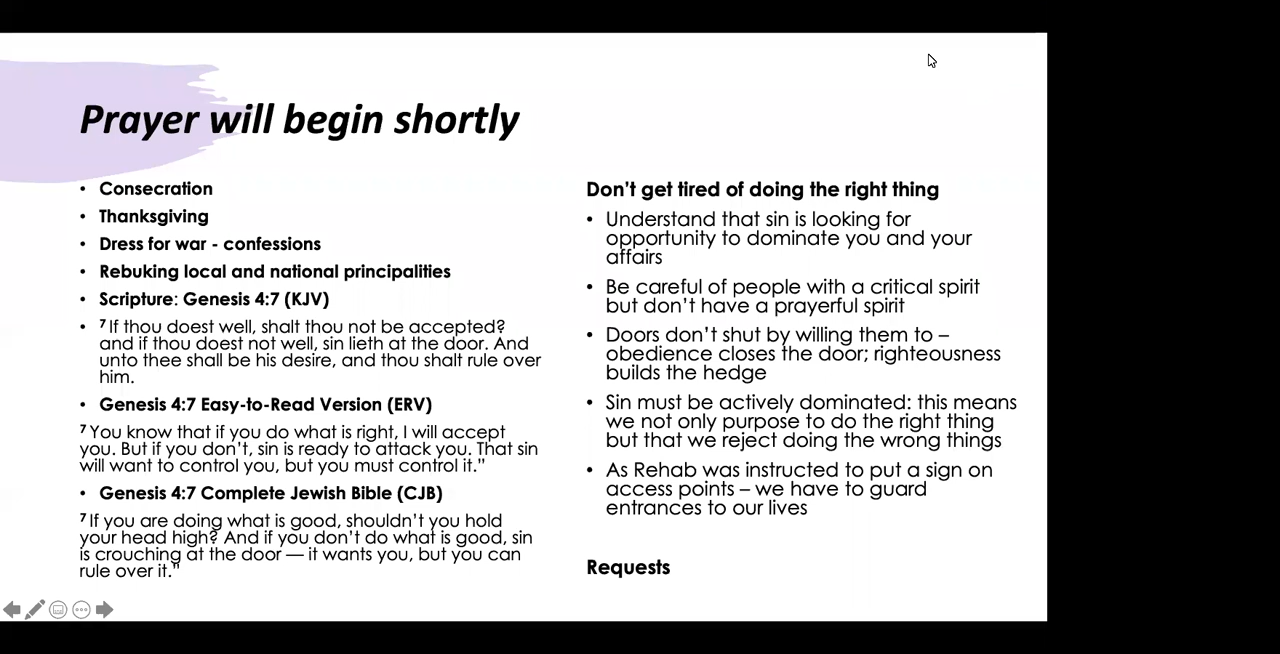 Prayer will begin shortly
• Consecration
• Thanksgiving
• Dress for war - confessions
• Rebuking local and national principalities
• Scripture: Genesis 4:7 (KJV)
• ⁷ If thou doest well, shalt thou not be accepted?
and if thou doest not well, sin lieth at the door. And
unto thee shall be his desire, and thou shalt rule over
him.
• Genesis 4:7 Easy-to-Read Version (ERV)
⁷ You know that if you do what is right, I will accept
you. But if you don’t, sin is ready to attack you. That sin
will want to control you, but you must control it.”
• Genesis 4:7 Complete Jewish Bible (CJB)
⁷ If you are doing what is good, shouldn’t you hold
your head high? And if you don’t do what is good, sin
is crouching at the door — it wants you, but you can
rule over it.”
Don’t get tired of doing the right thing
• Understand that sin is looking for
opportunity to dominate you and your
affairs
• Be careful of people with a critical spirit
but don’t have a prayerful spirit
• Doors don’t shut by willing them to –
obedience closes the door; righteousness
builds the hedge
• Sin must be actively dominated: this means
we not only purpose to do the right thing
but that we reject doing the wrong things
• As Rehab was instructed to put a sign on
access points – we have to guard
entrances to our lives
Requests